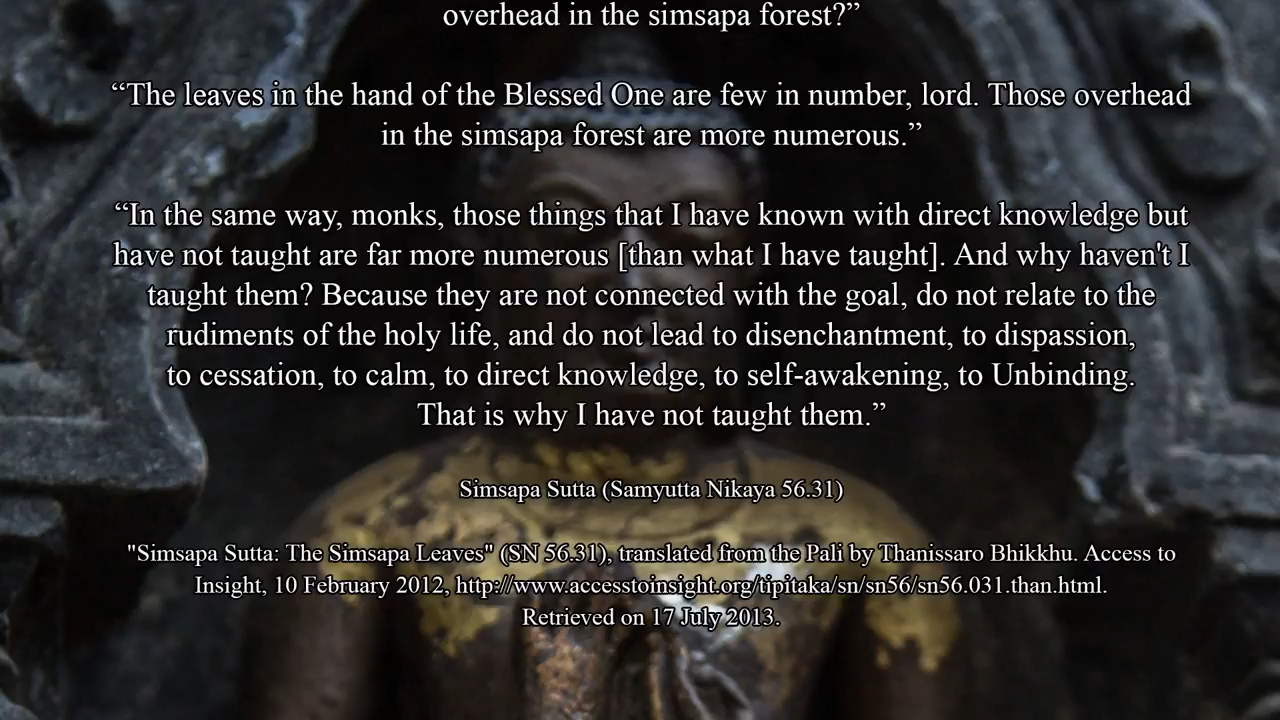 overhead in the simsapa forest?”
“The leaves in the hand of the Blessed One are few in number, lord. Those overhead
in the simsapa forest are more numerous.”
“In the same way, monks, those things that I have known with direct knowledge but
have not taught are far more numerous [than what I have taught]. And why haven't I
taught them? Because they are not connected with the goal, do not relate to the
rudiments of the holy life, and do not lead to disenchantment, to dispassion,
to cessation, to calm, to direct knowledge, to self-awakening, to Unbinding.
That is why I have not taught them.”
Simsapa Sutta (Samyutta Nikaya 56.31)
"Simsapa Sutta: The Simsapa Leaves" (SN 56.31), translated from the Pali by Thanissaro Bhikkhu. Access to
Insight, 10 February 2012, http://www.accesstoinsight.org/tipitaka/sn/sn56/sn56.031.than.html.
Retrieved on 17 July 2013.